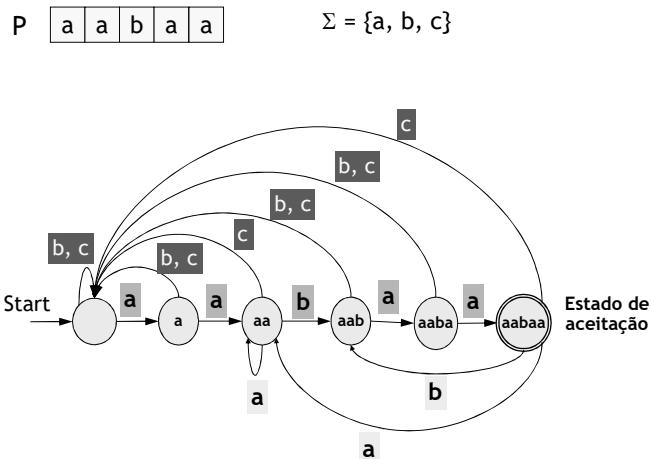 P a a b a a
Σ = {a, b, c}
c
b, c
b, c
c
b, c
b, c
Start
a
a
b
a
a
a
aa
aab
aaba
aabaa
Estado de
aceitação
a
b
a